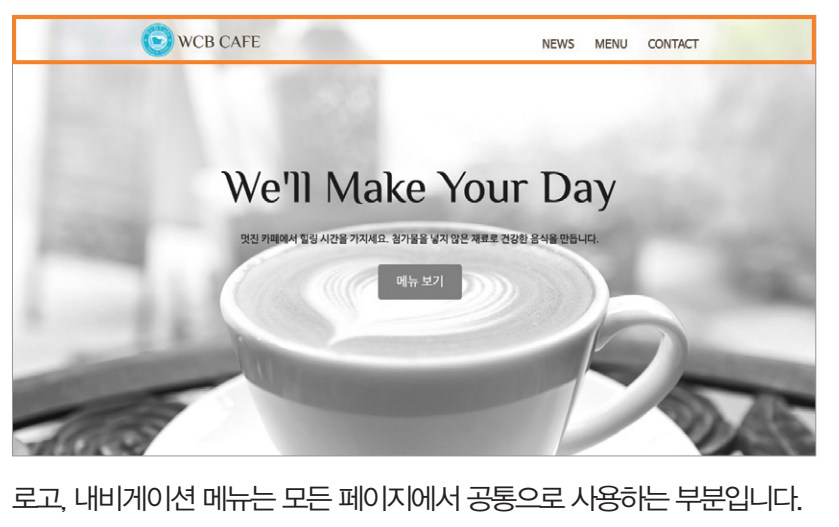 WCB CAFE
NEWS MENU CONTACT
We'll Make Your Day
멋진 카페에서 힐링 시간을 가지세요. 첨가물을 넣지 않은 재료로 건강한 음식을 만듭니다.
메뉴 보기
로고, 내비게이션 메뉴는 모든 페이지에서 공통으로 사용하는 부분입니다.